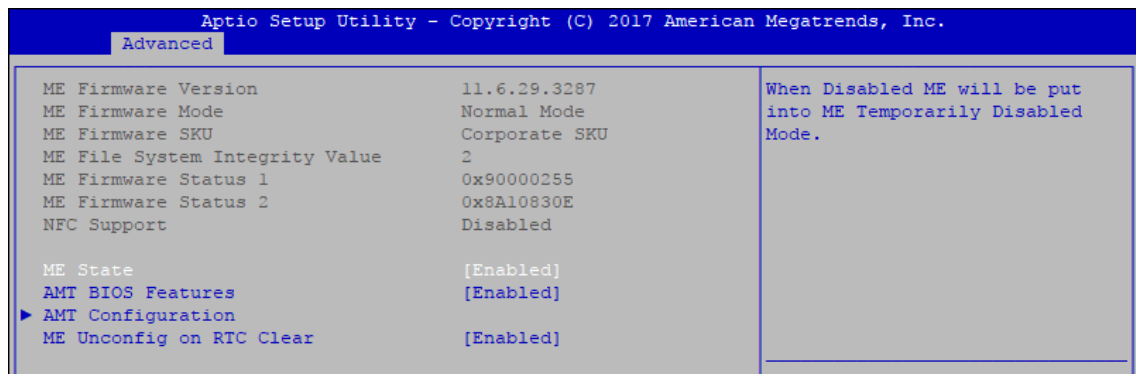 Aptio Setup Utility - Copyright (C) 2017 American Megatrends, Inc.
Advanced
ME Firmware Version 11.6.29.3287
ME Firmware Mode Normal Mode
ME Firmware SKU Corporate SKU
ME File System Integrity Value 2
ME Firmware Status 1 0x90000255
ME Firmware Status 2 0x8A10830E
NFC Support Disabled
ME State [Enabled]
AMT BIOS Features [Enabled]
► AMT Configuration
ME Unconfig on RTC Clear [Enabled]
When Disabled ME will be put
into ME Temporarily Disabled
Mode.